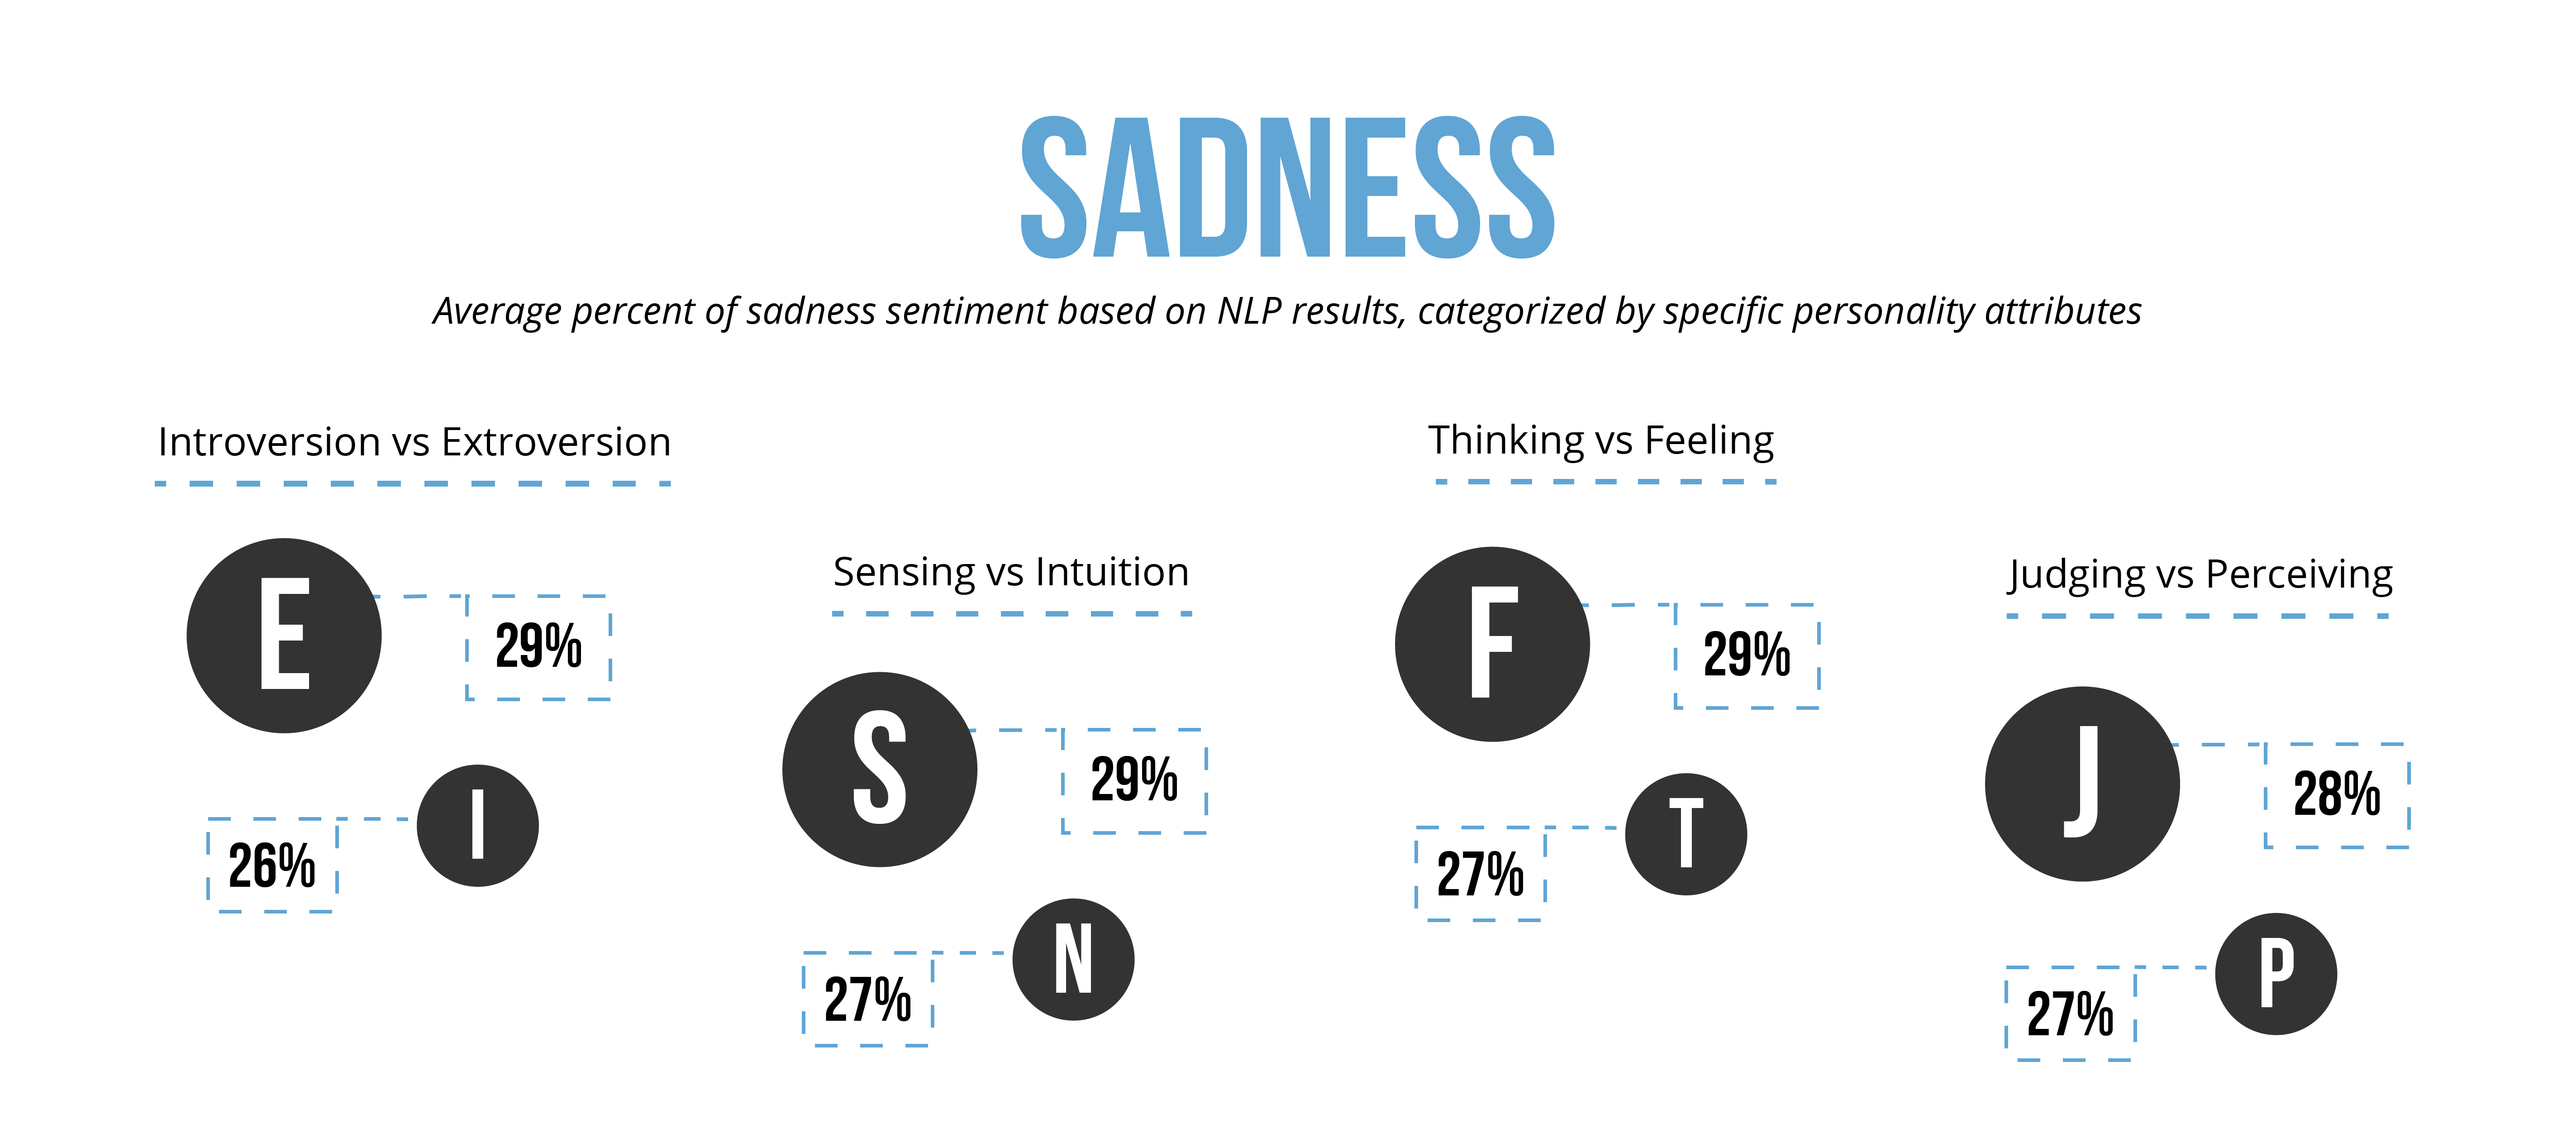 SADNESS
Average percent of sadness sentiment based on NLP results, categorized by specific personality attributes
Introversion vs Extroversion
E
29%
I
26%
Sensing vs Intuition
S
29%
N
27%
Thinking vs Feeling
F
29%
T
27%
Judging vs Perceiving
J
28%
P
27%